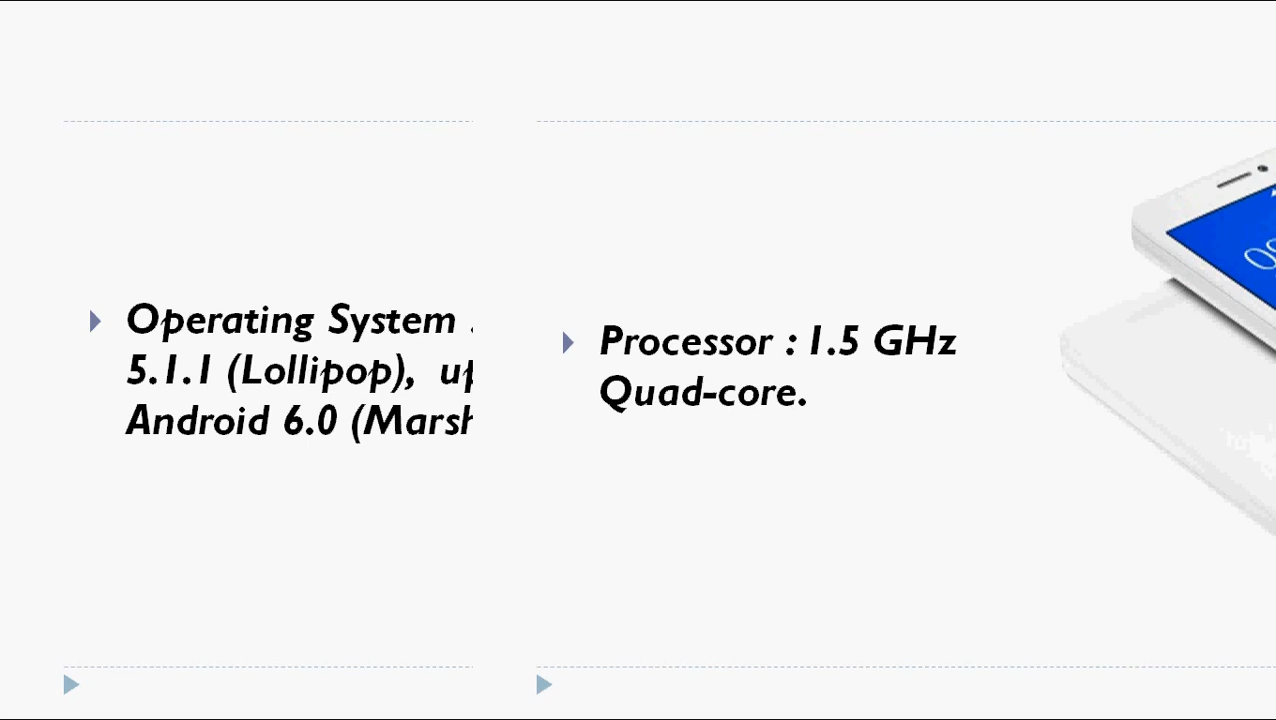 Operating System
5.1.1 (Lollipop),
Android 6.0
Processor : 1.5 GHz
Quad-core.